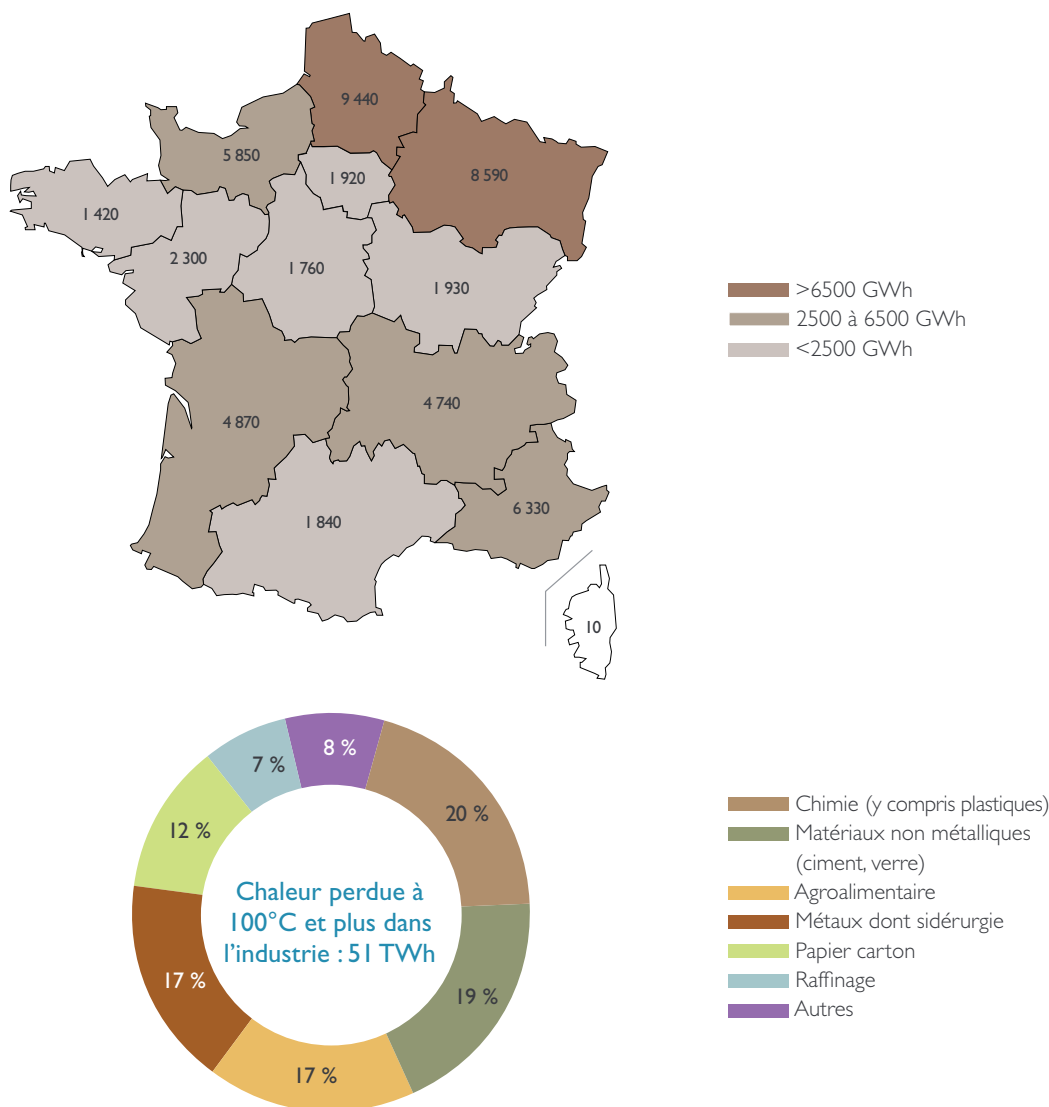 9 440
5 850
8 590
1 920
1 420
2 300
1 760
1 930
>6500 GWh
2500 à 6500 GWh
<2500 GWh
4 870
4 740
6 330
1 840
10
8 %
7 %
20 %
12 %
Chaleur perdue à
100°C et plus dans
l'industrie : 51 TWh
17 %
19 %
17 %
Chimie (y compris plastiques)
Matériaux non métalliques
(ciment, verre)
Agroalimentaire
Métaux dont sidérurgie
Papier carton
Raffinage
Autres